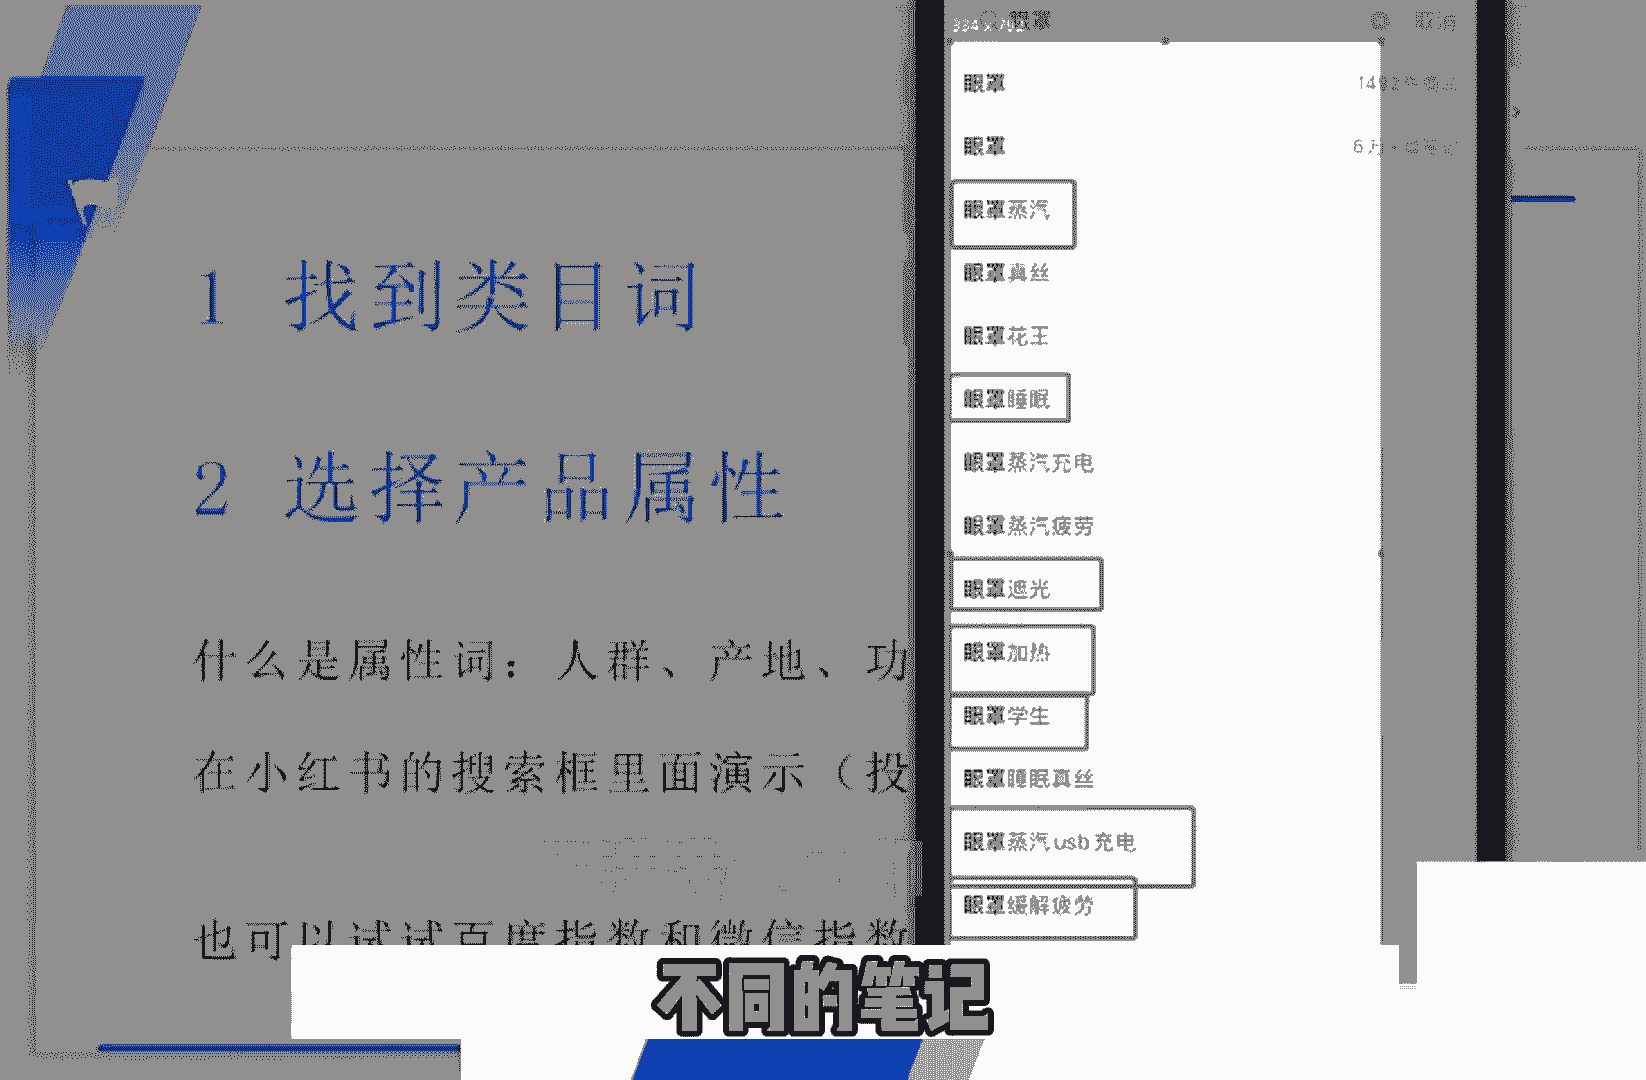 1 找到类目词
2 选择产品属性
什么是属性词：人群、产地、功
在小红书的搜索框里面演示（投
也可以试试百度指数和微信指数
眼罩
眼罩
眼罩
6万+
眼罩蒸汽
眼罩真丝
眼罩花王
眼罩睡眠
眼罩蒸汽充电
眼罩蒸汽疲劳
眼罩遮光
眼罩加热
眼罩学生
眼罩睡眠真丝
眼罩蒸汽usb充电
眼罩缓解疲劳
不同的笔记